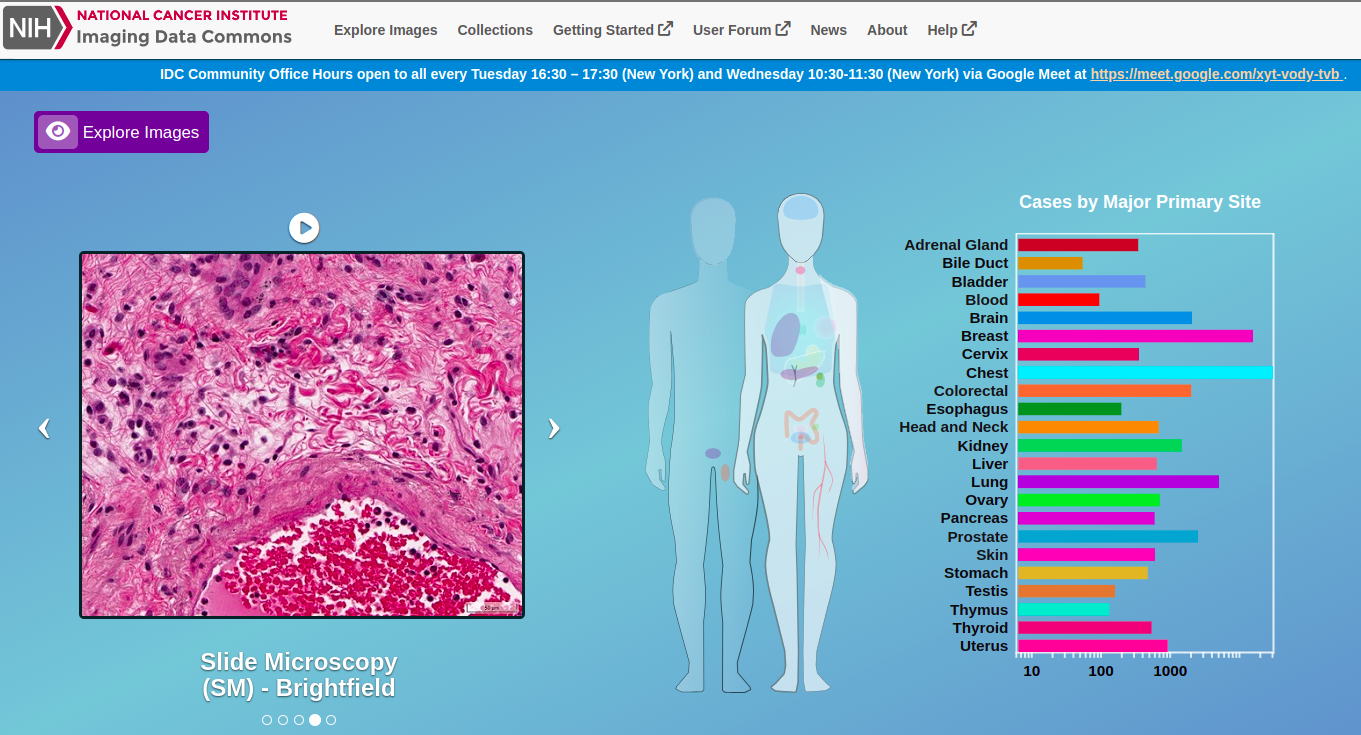 NIH
NATIONAL CANCER INSTITUTE
Imaging Data Commons
Explore Images
Collections
Getting Started
User Forum
News
About
Help
IDC Community Office Hours open to all every Tuesday 16:30 – 17:30 (New York) and Wednesday 10:30-11:30 (New York) via Google Meet at https://meet.google.com/xyt-vody-tvb .
Explore Images
50 µm
Slide Microscopy
(SM) - Brightfield
Cases by Major Primary Site
Adrenal Gland
Bile Duct
Bladder
Blood
Brain
Breast
Cervix
Chest
Colorectal
Esophagus
Head and Neck
Kidney
Liver
Lung
Ovary
Pancreas
Prostate
Skin
Stomach
Testis
Thymus
Thyroid
Uterus
10 100 1000